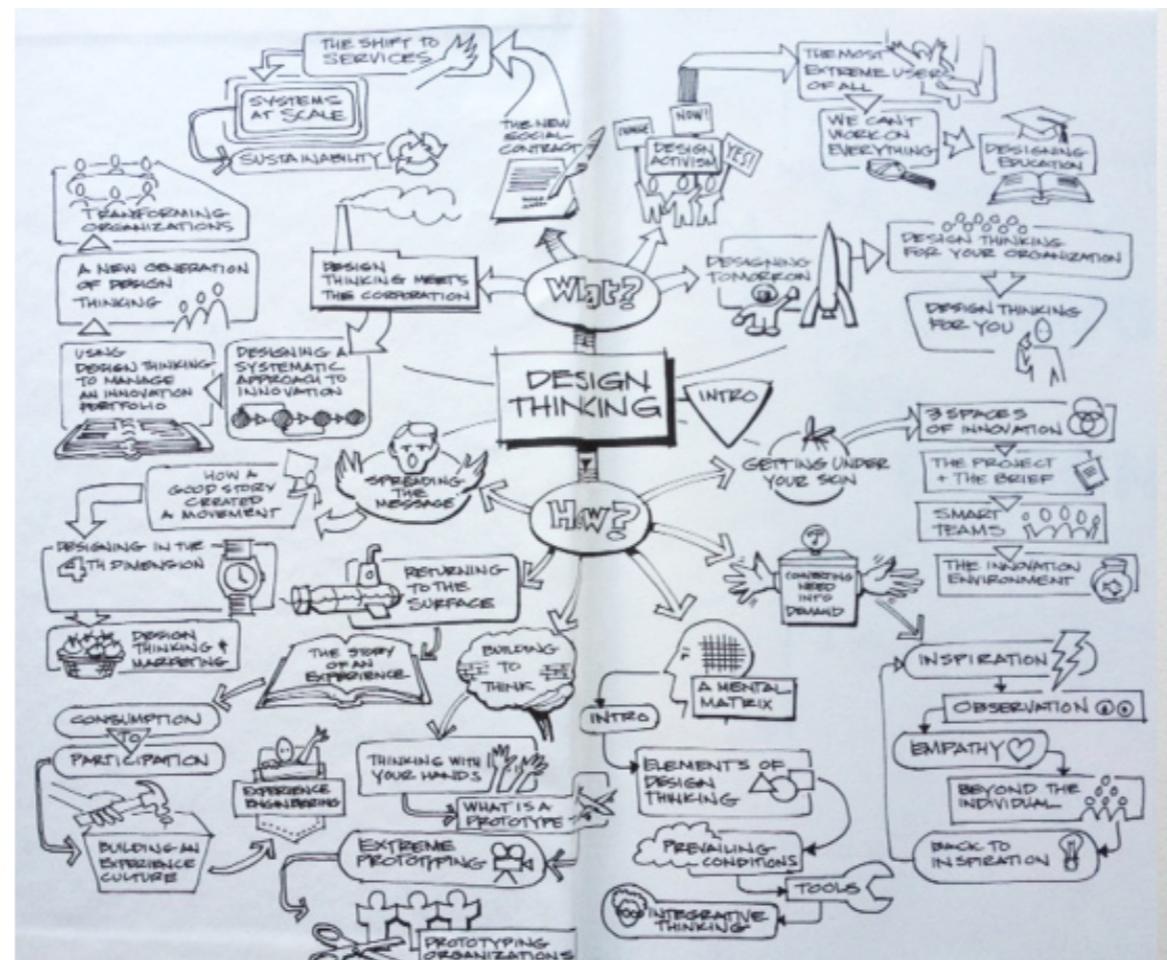 THE SHIFT TO
SERVICES
SYSTEMS
AT SCALE
SUSTAINABILITY
THE NEW
SOCIAL
CONTRACT
CHANGE
NOW!
YES!
DESIGN
ACTIVISM
THE MOST
EXTREME USERS
OF ALL
WE CAN'T
WORK ON
EVERYTHING
DESIGNING
EDUCATION
TRANSFORMING
ORGANIZATIONS
A NEW GENERATION
OF DESIGN
THINKING
USING
DESIGN THINKING
TO MANAGE
AN INNOVATION
PORTFOLIO
DESIGNING A
SYSTEMATIC
APPROACH TO
INNOVATION
DESIGN
THINKING MEETS
THE CORPORATION
What?
DESIGNING
TOMORROW
DESIGN THINKING
FOR YOUR ORGANIZATION
DESIGN THINKING
FOR YOU
DESIGN
THINKING
INTRO
How?
GETTING UNDER
YOUR SKIN
3 SPACES
OF INNOVATION
THE PROJECT
+ THE BRIEF
SMART
TEAMS
THE INNOVATION
ENVIRONMENT
CONVERTING
NEED
INTO
DEMAND
INSPIRATION
OBSERVATION
EMPATHY
BEYOND THE
INDIVIDUAL
BACK TO
INSPIRATION
A MENTAL
MATRIX
INTRO
ELEMENTS OF
DESIGN
THINKING
PREVAILING
CONDITIONS
TOOLS
INTEGRATIVE
THINKING
BUILDING
TO
THINK
THINKING WITH
YOUR HANDS
WHAT IS A
PROTOTYPE
EXTREME
PROTOTYPING
PROTOTYPING
ORGANIZATIONS
RETURNING
TO THE
SURFACE
THE STORY
OF AN
EXPERIENCE
CONSUMPTION
TO
PARTICIPATION
BUILDING AN
EXPERIENCE
CULTURE
EXPERIENCE
ENGINEERING
SPREADING
THE
MESSAGE
HOW A
GOOD STORY
CREATED
A MOVEMENT
DESIGNING IN THE
4TH DIMENSION
DESIGN
THINKING +
MARKETING